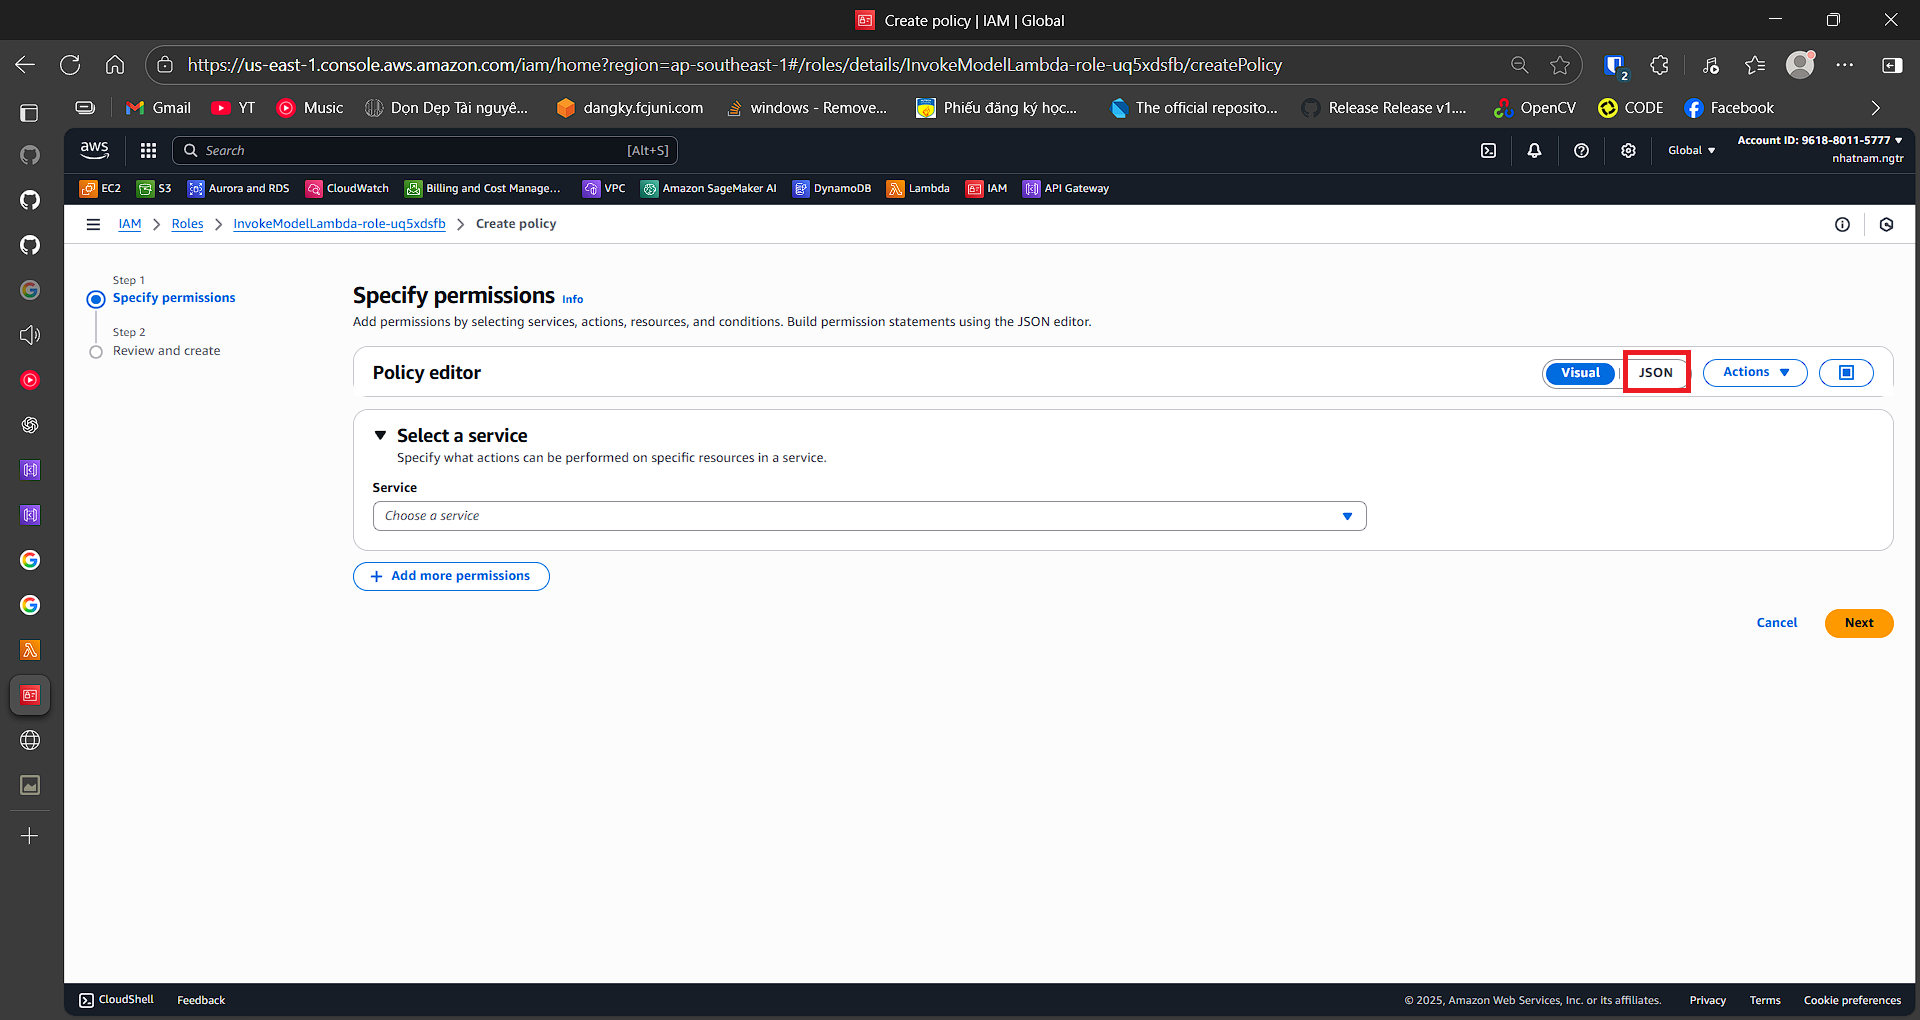 Create policy | IAM | Global
https://us-east-1.console.aws.amazon.com/iam/home?region=ap-southeast-1#/roles/details/InvokeModelLambda-role-uq5xdsfb/createPolicy
2
Gmail YT Music Dọn Dẹp Tài nguyê... dangky.fcjuni.com windows - Remove... Phiếu đăng ký học... The official reposito... Release Release v1.... OpenCV CODE Facebook
aws Search [Alt+S] Global Account ID: 9618-8011-5777
nhatnam.ngtr
EC2 S3 Aurora and RDS CloudWatch Billing and Cost Manage... VPC Amazon SageMaker AI DynamoDB Lambda IAM API Gateway
IAM Roles InvokeModelLambda-role-uq5xdsfb Create policy
Step 1
Specify permissions
Step 2
Review and create
Specify permissions Info
Add permissions by selecting services, actions, resources, and conditions. Build permission statements using the JSON editor.
Policy editor
Visual JSON Actions
Select a service
Specify what actions can be performed on specific resources in a service.
Service
Choose a service
Add more permissions
Cancel Next
CloudShell Feedback © 2025, Amazon Web Services, Inc. or its affiliates. Privacy Terms Cookie preferences